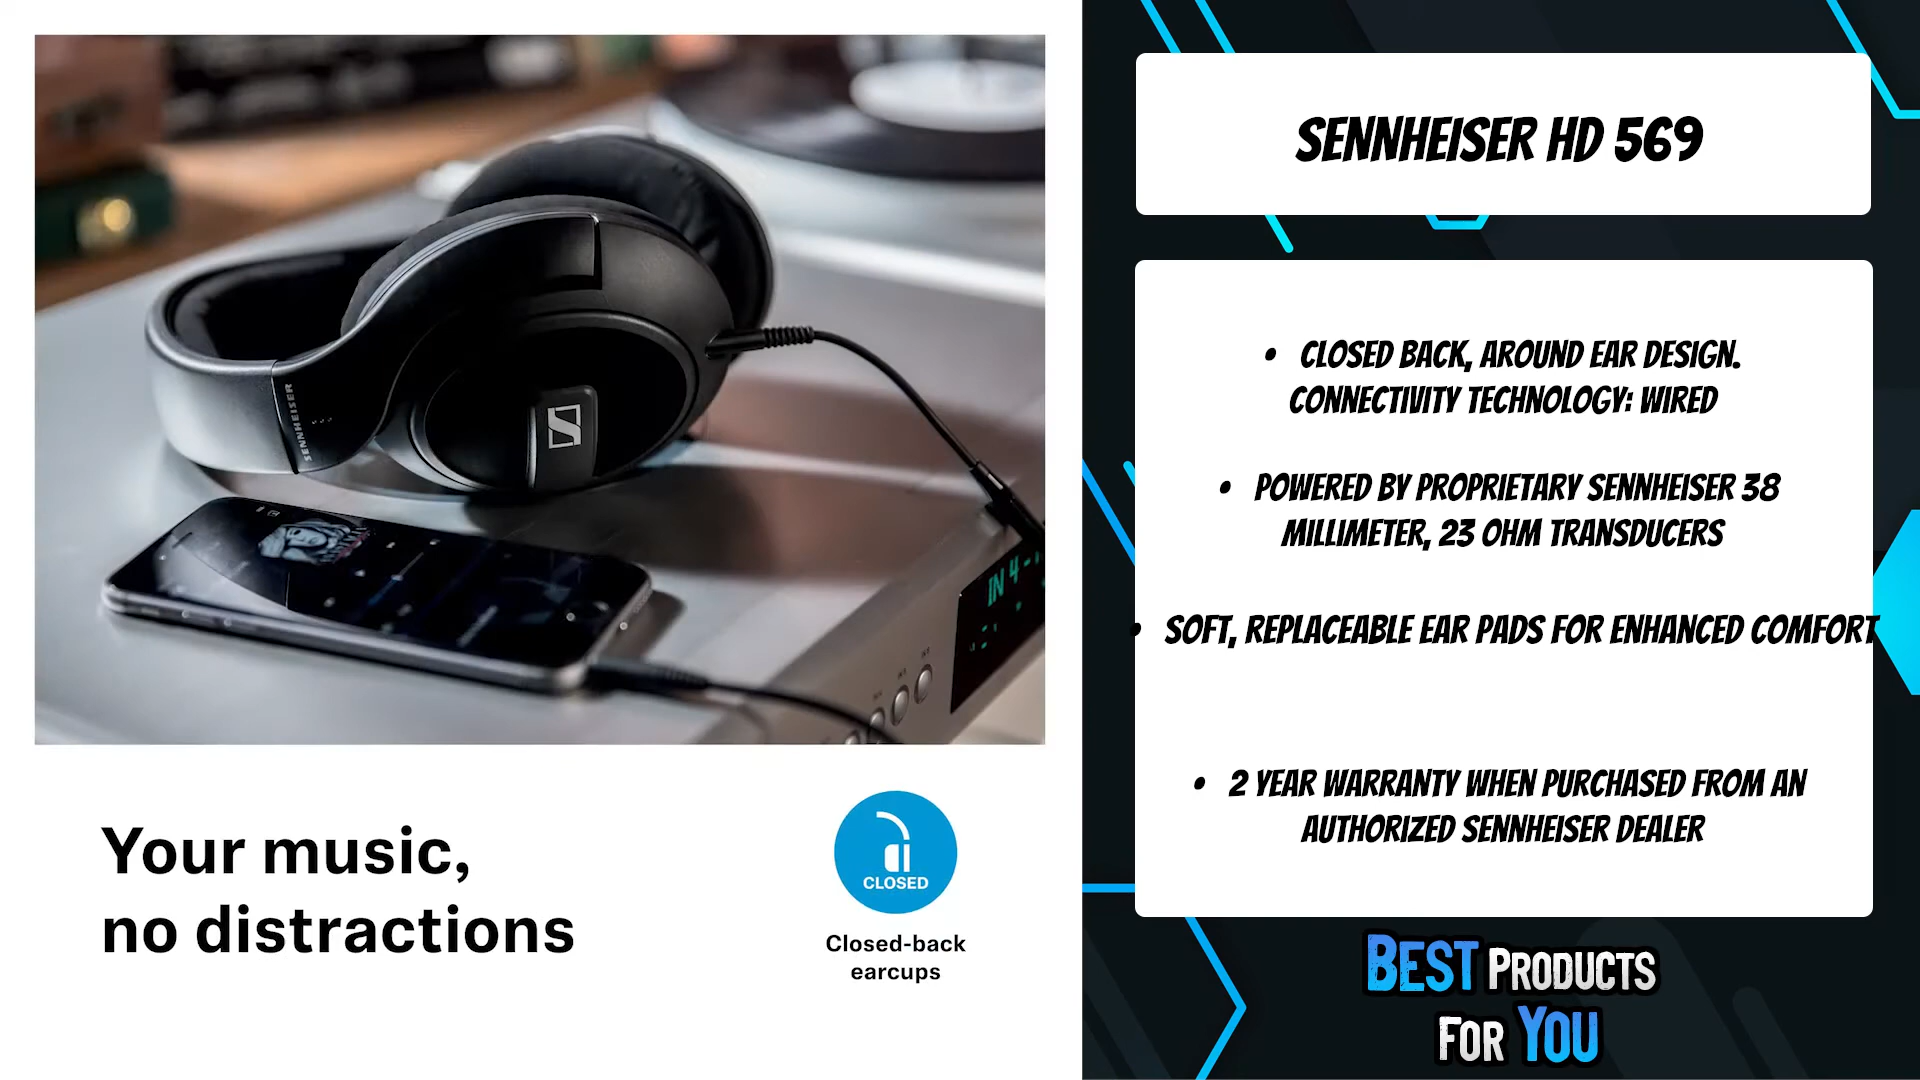 SENNHEISER
IN 4
Your music,
no distractions
CLOSED
Closed-back
earcups
SENNHEISER HD 569
• CLOSED BACK, AROUND EAR DESIGN.
CONNECTIVITY TECHNOLOGY: WIRED
• POWERED BY PROPRIETARY SENNHEISER 38
MILLIMETER, 23 OHM TRANSDUCERS
• SOFT, REPLACEABLE EAR PADS FOR ENHANCED COMFORT
• 2 YEAR WARRANTY WHEN PURCHASED FROM AN
AUTHORIZED SENNHEISER DEALER
BEST PRODUCTS
FOR YOU